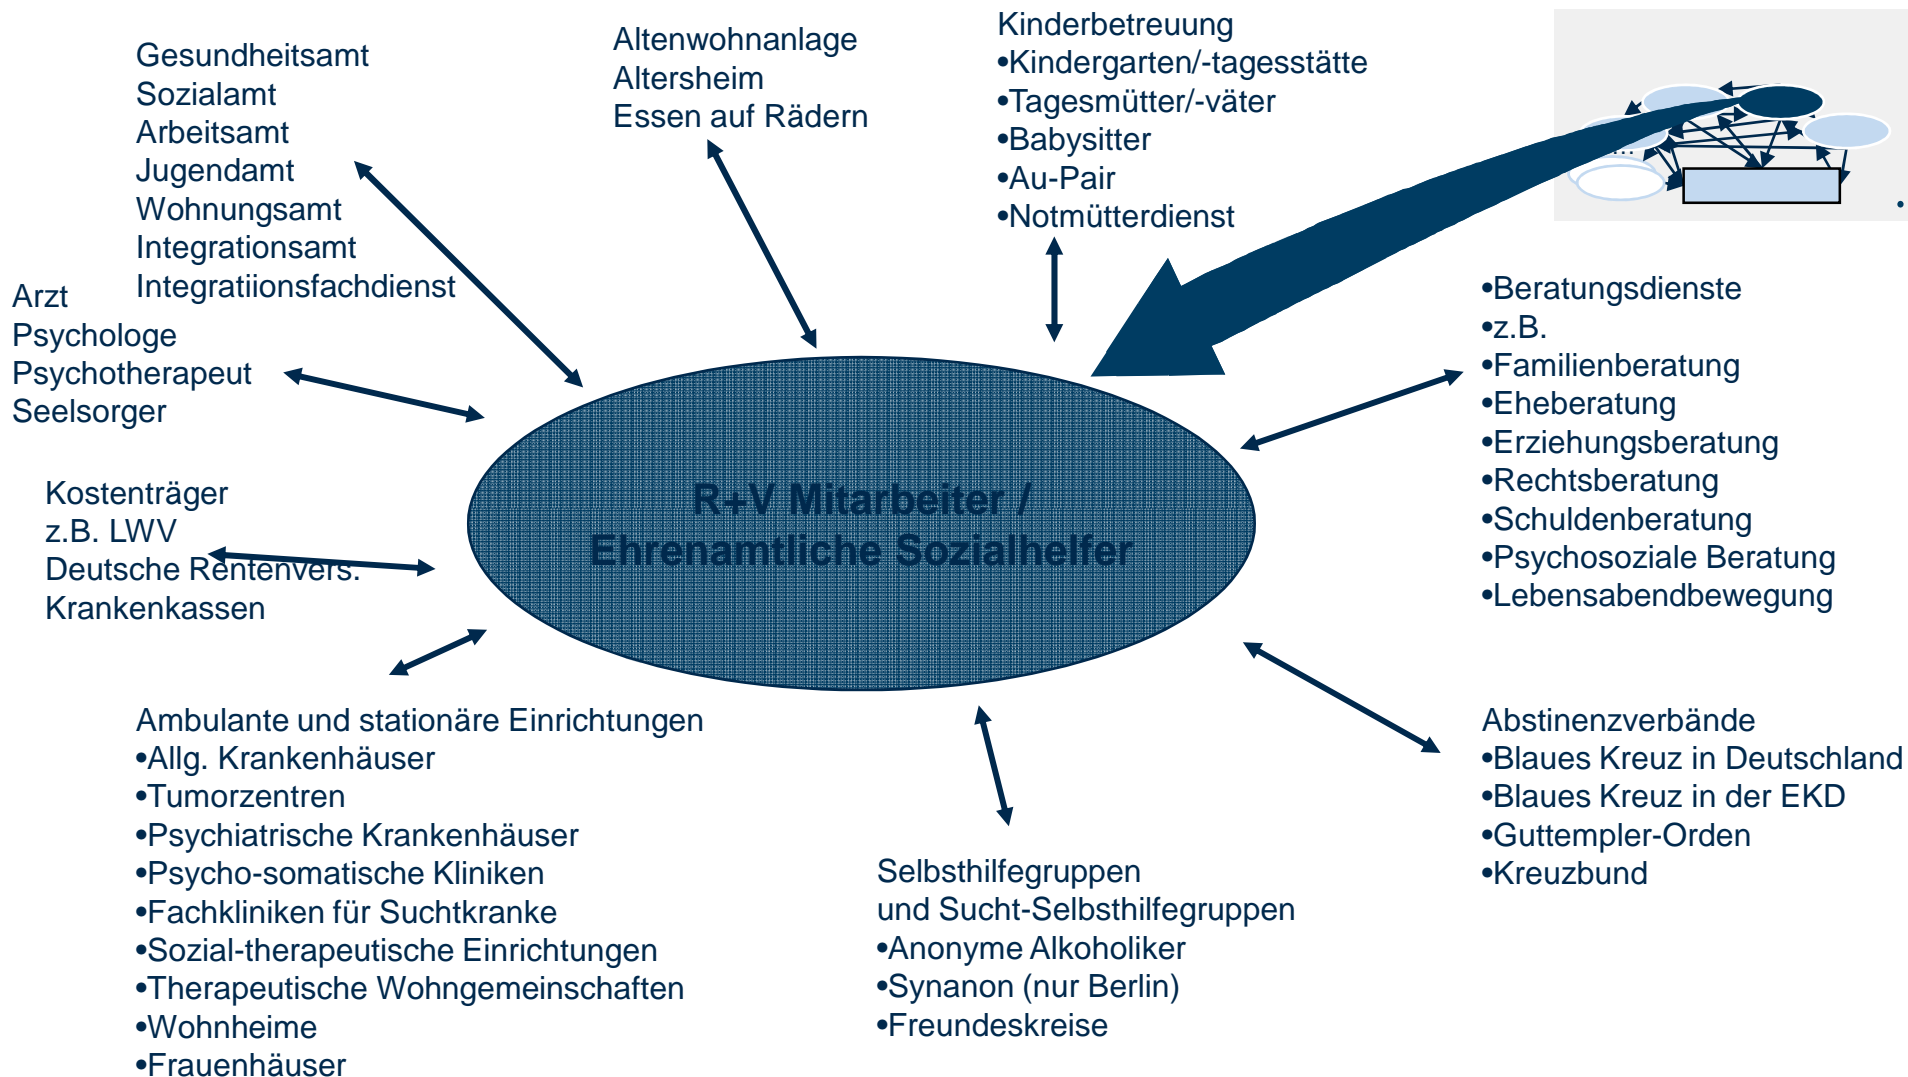 Gesundheitsamt
Sozialamt
Arbeitsamt
Jugendamt
Wohnungsamt
Integrationsamt
Integratiionsfachdienst
Altenwohnanlage
Altersheim
Essen auf Rädern
Kinderbetreuung
•Kindergarten/-tagesstätte
•Tagesmütter/-väter
•Babysitter
•Au-Pair
•Notmütterdienst
...
•
Arzt
Psychologe
Psychotherapeut
Seelsorger
•Beratungsdienste
•z.B.
•Familienberatung
•Eheberatung
•Erziehungsberatung
•Rechtsberatung
•Schuldenberatung
•Psychosoziale Beratung
•Lebensabendbewegung
Kostenträger
z.B. LWV
Deutsche Rentenvers.
Krankenkassen
R+V Mitarbeiter /
Ehrenamtliche Sozialhelfer
Ambulante und stationäre Einrichtungen
•Allg. Krankenhäuser
•Tumorzentren
•Psychiatrische Krankenhäuser
•Psycho-somatische Kliniken
•Fachkliniken für Suchtkranke
•Sozial-therapeutische Einrichtungen
•Therapeutische Wohngemeinschaften
•Wohnheime
•Frauenhäuser
Selbsthilfegruppen
und Sucht-Selbsthilfegruppen
•Anonyme Alkoholiker
•Synanon (nur Berlin)
•Freundeskreise
Abstinenzverbände
•Blaues Kreuz in Deutschland
•Blaues Kreuz in der EKD
•Guttempler-Orden
•Kreuzbund